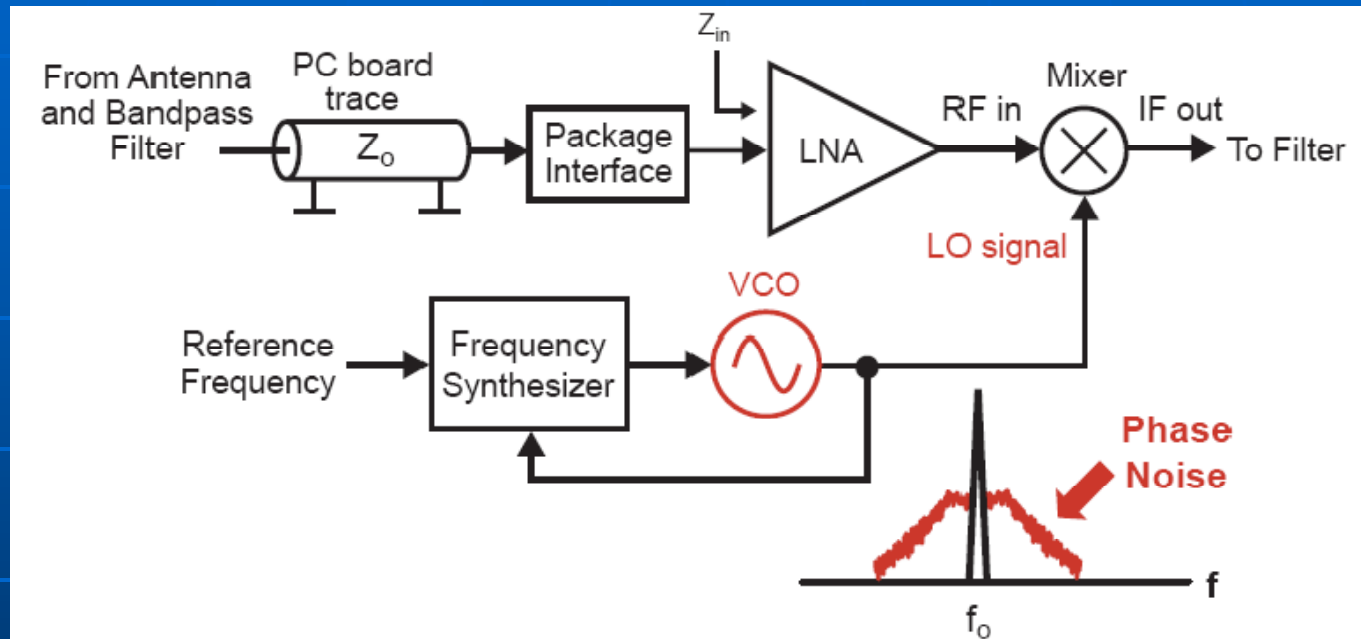 From Antenna
and Bandpass
Filter
PC board
trace
Zo
Package
Interface
Zin
LNA
RF in
Mixer
IF out
To Filter
LO signal
VCO
Reference
Frequency
Frequency
Synthesizer
Phase
Noise
f
fo